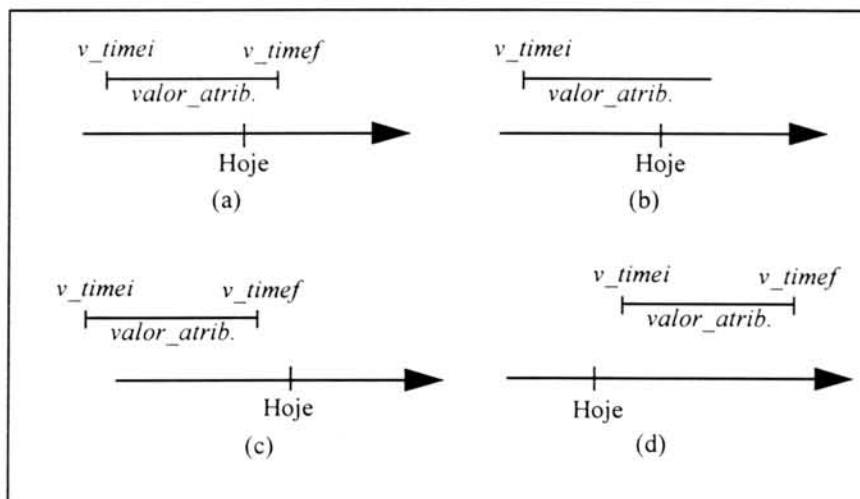 v_timei v_timef
valor_atrib.
Hoje
(a)
v_timei
valor_atrib.
Hoje
(b)
v_timei v_timef
valor_atrib.
Hoje
(c)
v_timei v_timef
valor_atrib.
Hoje
(d)